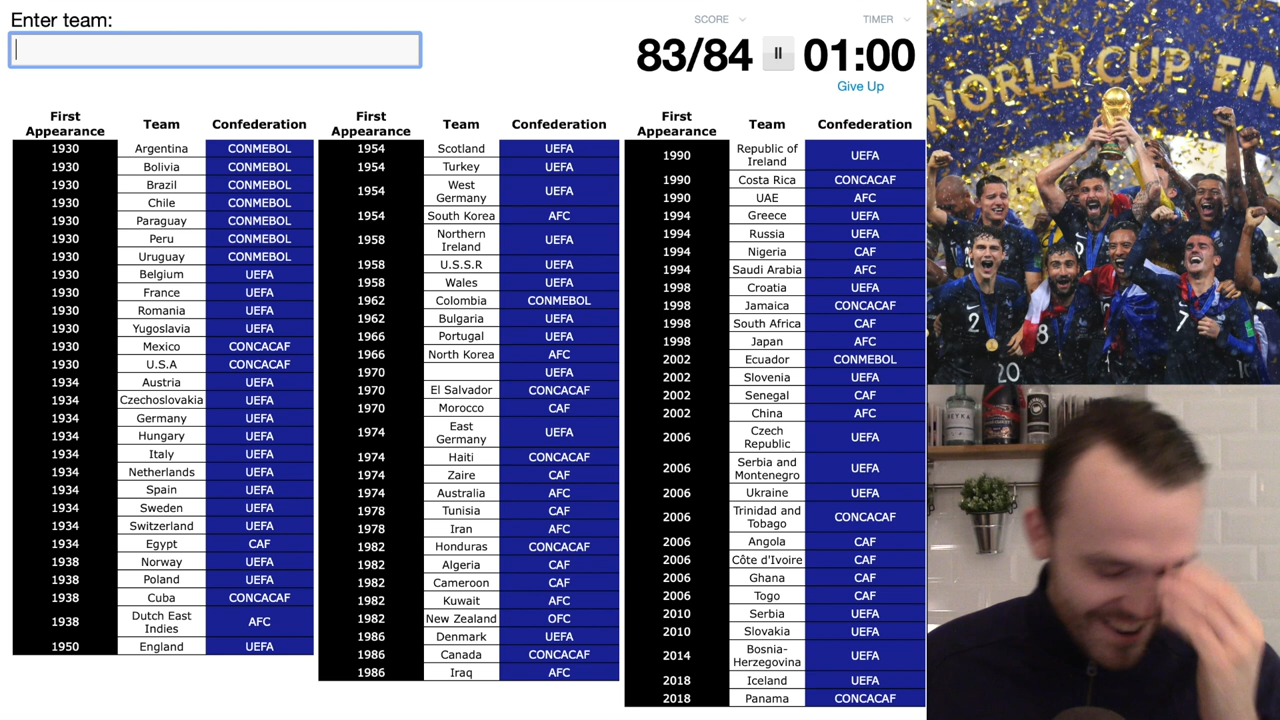 Enter team:
SCORE
TIMER
83/84
01:00
Give Up
First Appearance Team Confederation
1930 Argentina CONMEBOL
1930 Bolivia CONMEBOL
1930 Brazil CONMEBOL
1930 Chile CONMEBOL
1930 Paraguay CONMEBOL
1930 Peru CONMEBOL
1930 Uruguay CONMEBOL
1930 Belgium UEFA
1930 France UEFA
1930 Romania UEFA
1930 Yugoslavia UEFA
1930 Mexico CONCACAF
1930 U.S.A CONCACAF
1934 Austria UEFA
1934 Czechoslovakia UEFA
1934 Germany UEFA
1934 Hungary UEFA
1934 Italy UEFA
1934 Netherlands UEFA
1934 Spain UEFA
1934 Sweden UEFA
1934 Switzerland UEFA
1934 Egypt CAF
1938 Norway UEFA
1938 Poland UEFA
1938 Cuba CONCACAF
1938 Dutch East Indies AFC
1950 England UEFA
First Appearance Team Confederation
1954 Scotland UEFA
1954 Turkey UEFA
1954 West Germany UEFA
1954 South Korea AFC
1958 Northern Ireland UEFA
1958 U.S.S.R UEFA
1958 Wales UEFA
1962 Colombia CONMEBOL
1962 Bulgaria UEFA
1966 Portugal UEFA
1966 North Korea AFC
1970 UEFA
1970 El Salvador CONCACAF
1970 Morocco CAF
1974 East Germany UEFA
1974 Haiti CONCACAF
1974 Zaire CAF
1974 Australia AFC
1978 Tunisia CAF
1978 Iran AFC
1982 Honduras CONCACAF
1982 Algeria CAF
1982 Cameroon CAF
1982 Kuwait AFC
1982 New Zealand OFC
1986 Denmark UEFA
1986 Canada CONCACAF
1986 Iraq AFC
First Appearance Team Confederation
1990 Republic of Ireland UEFA
1990 Costa Rica CONCACAF
1990 UAE AFC
1994 Greece UEFA
1994 Russia UEFA
1994 Nigeria CAF
1994 Saudi Arabia AFC
1998 Croatia UEFA
1998 Jamaica CONCACAF
1998 South Africa CAF
1998 Japan AFC
2002 Ecuador CONMEBOL
2002 Slovenia UEFA
2002 Senegal CAF
2002 China AFC
2006 Czech Republic UEFA
2006 Serbia and Montenegro UEFA
2006 Ukraine UEFA
2006 Trinidad and Tobago CONCACAF
2006 Angola CAF
2006 Côte d'Ivoire CAF
2006 Ghana CAF
2006 Togo CAF
2010 Serbia UEFA
2010 Slovakia UEFA
2014 Bosnia-Herzegovina UEFA
2018 Iceland UEFA
2018 Panama CONCACAF
WORLD CUP FIN
2
20
8
9
7
REYKA